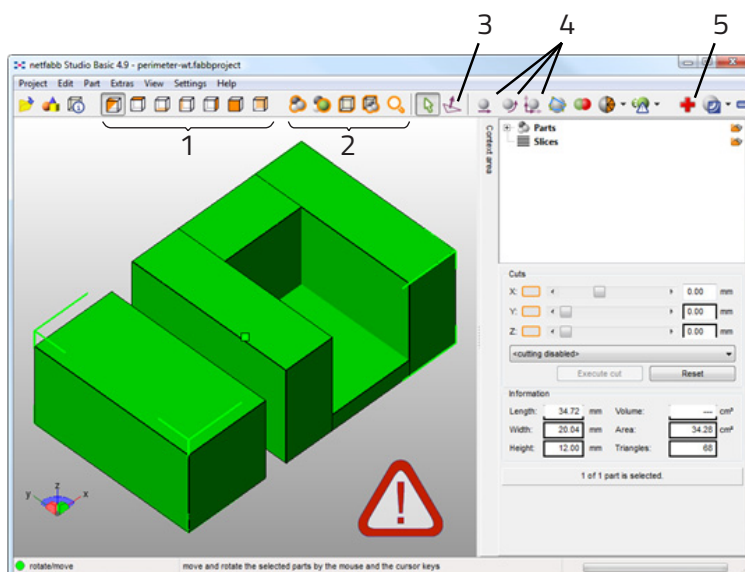 3
4
5
netfabb Studio Basic 4.9 - perimeter-wt.fabbproject
Project Edit Part Extras View Settings Help
1
2
Context area
Parts
Slices
Cuts
X: 0.00 mm
Y: 0.00 mm
Z: 0.00 mm
<cutting disabled>
Execute cut Reset
Information
Length: 34.72 mm Volume: --- cm³
Width: 20.04 mm Area: 34.28 cm²
Height: 12.00 mm Triangles: 68
1 of 1 part is selected.
z
y x
!
rotate/move move and rotate the selected parts by the mouse and the cursor keys